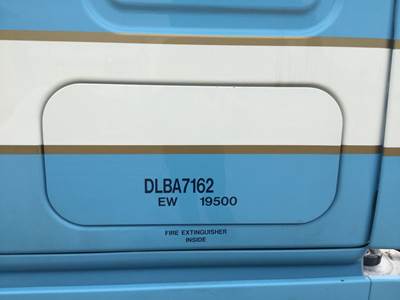 DLBA7162
EW 19500
FIRE EXTINGUISHER
INSIDE